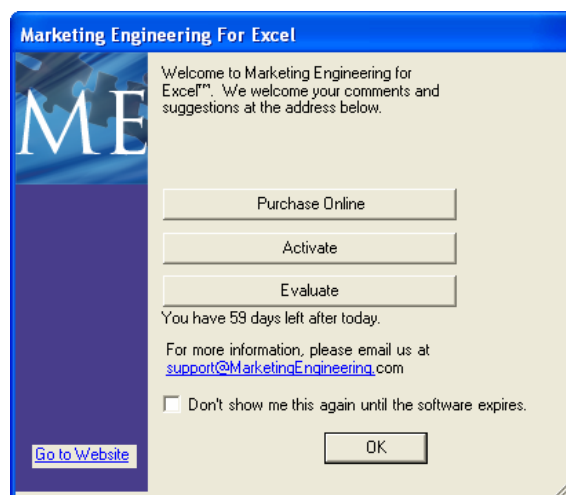 Marketing Engineering For Excel
ME
Welcome to Marketing Engineering for
Excel™. We welcome your comments and
suggestions at the address below.
Purchase Online
Activate
Evaluate
You have 59 days left after today.
For more information, please email us at
support@MarketingEngineering.com
Don't show me this again until the software expires.
OK
Go to Website